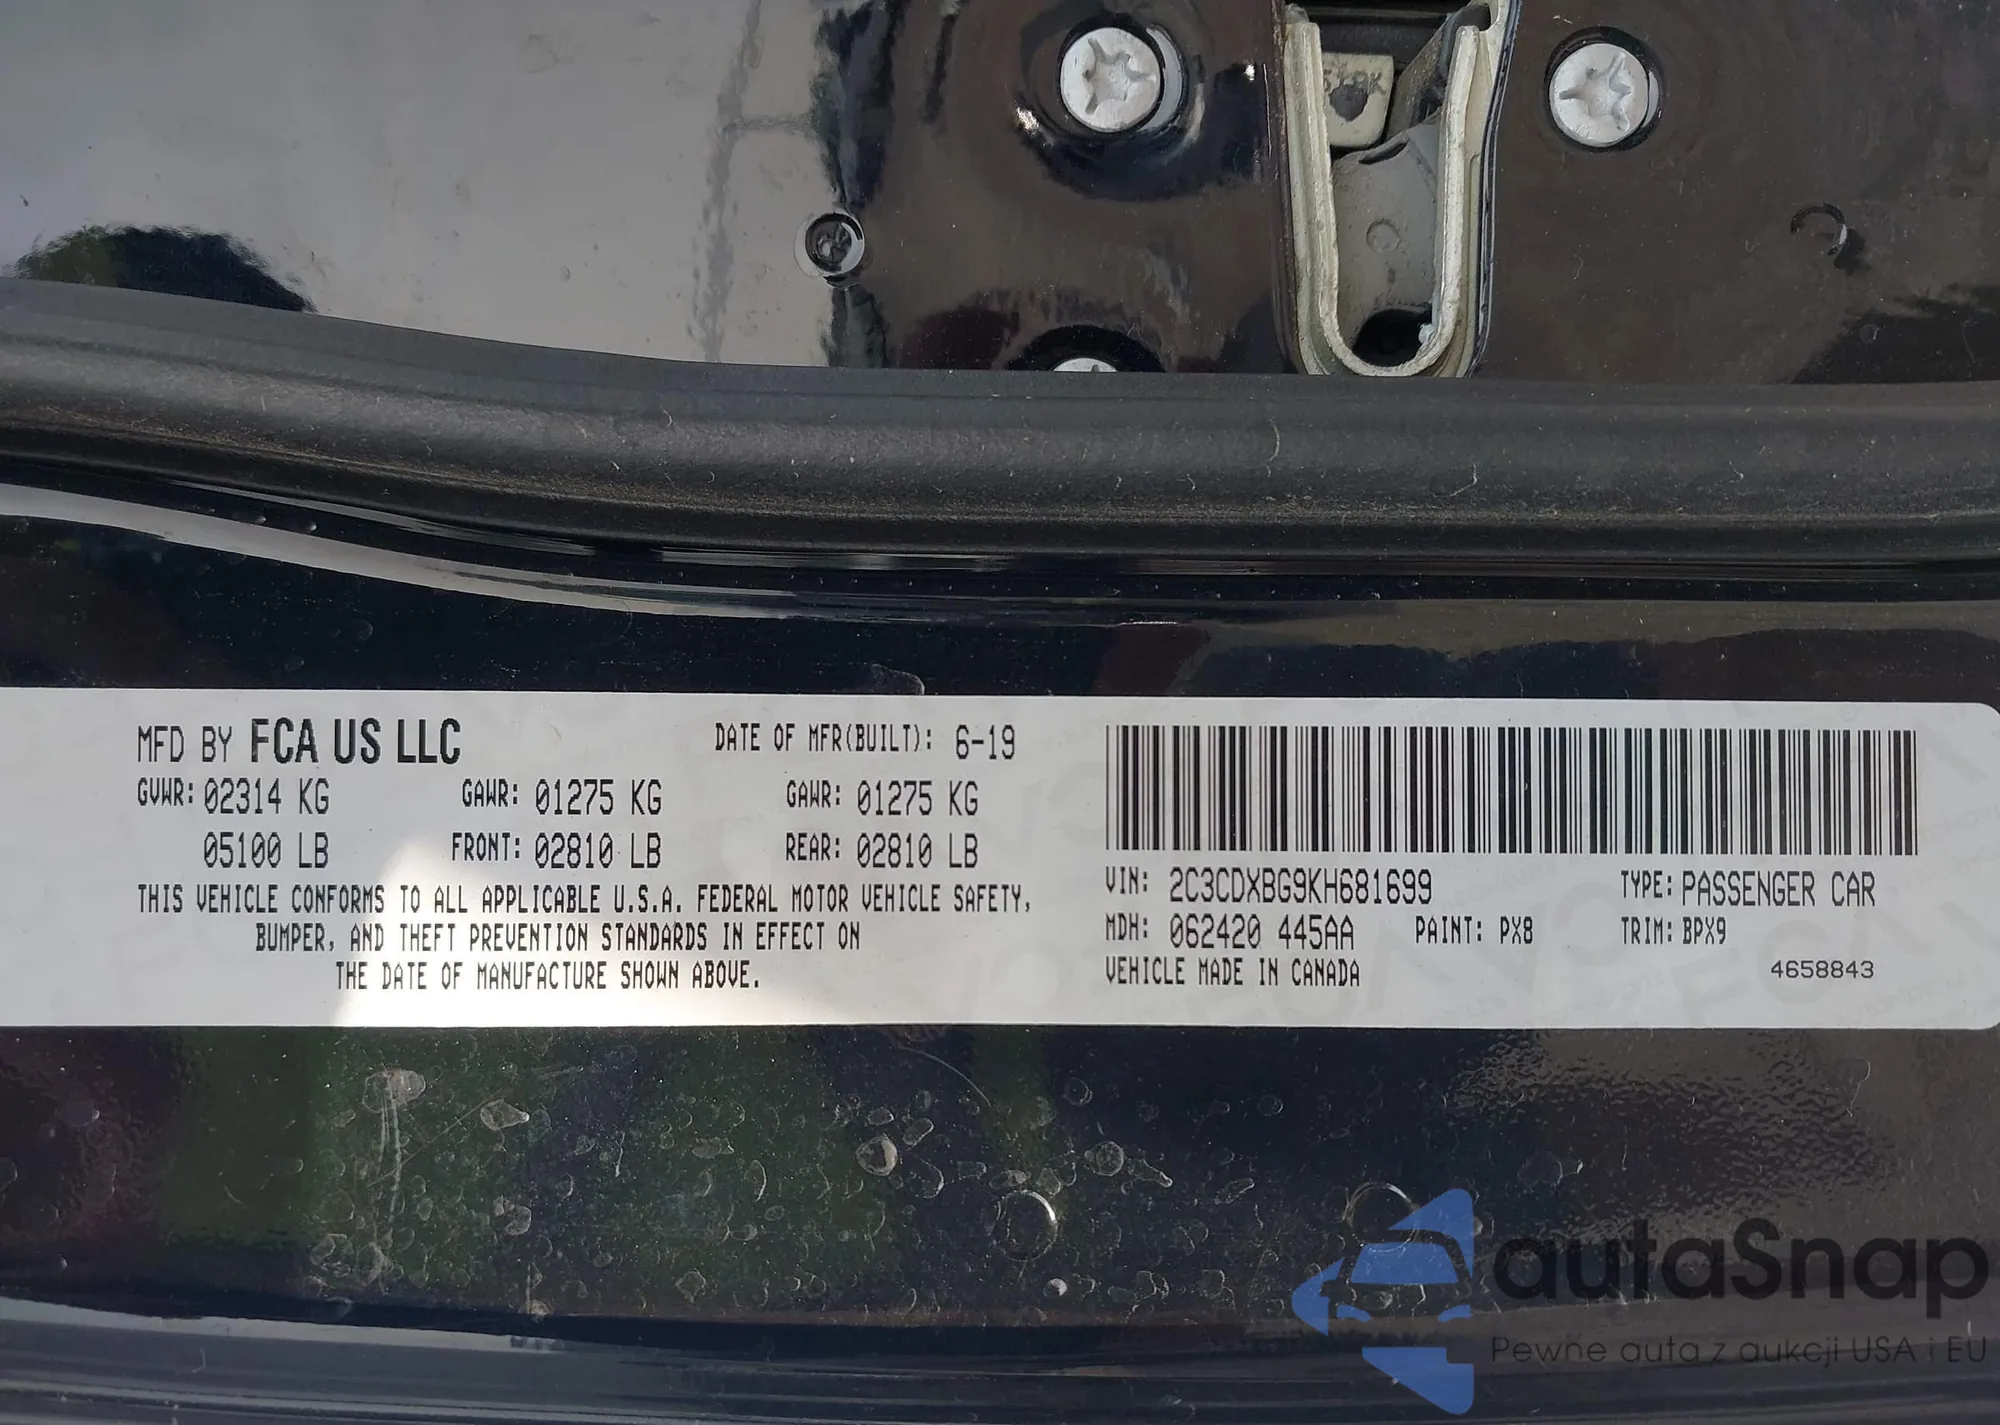 MFD BY FCA US LLC
DATE OF MFR(BUILT): 6-19
GVWR: 02314 KG GAWR: 01275 KG GAWR: 01275 KG
05100 LB FRONT: 02810 LB REAR: 02810 LB
THIS VEHICLE CONFORMS TO ALL APPLICABLE U.S.A. FEDERAL MOTOR VEHICLE SAFETY,
BUMPER, AND THEFT PREVENTION STANDARDS IN EFFECT ON
THE DATE OF MANUFACTURE SHOWN ABOVE.
VIN: 2C3CDXBG9KH681699 TYPE: PASSENGER CAR
MDH: 062420 445AA PAINT: PX8 TRIM: BPX9
VEHICLE MADE IN CANADA
4658843
autaSnap
Pewne auta z aukcji USA i EU